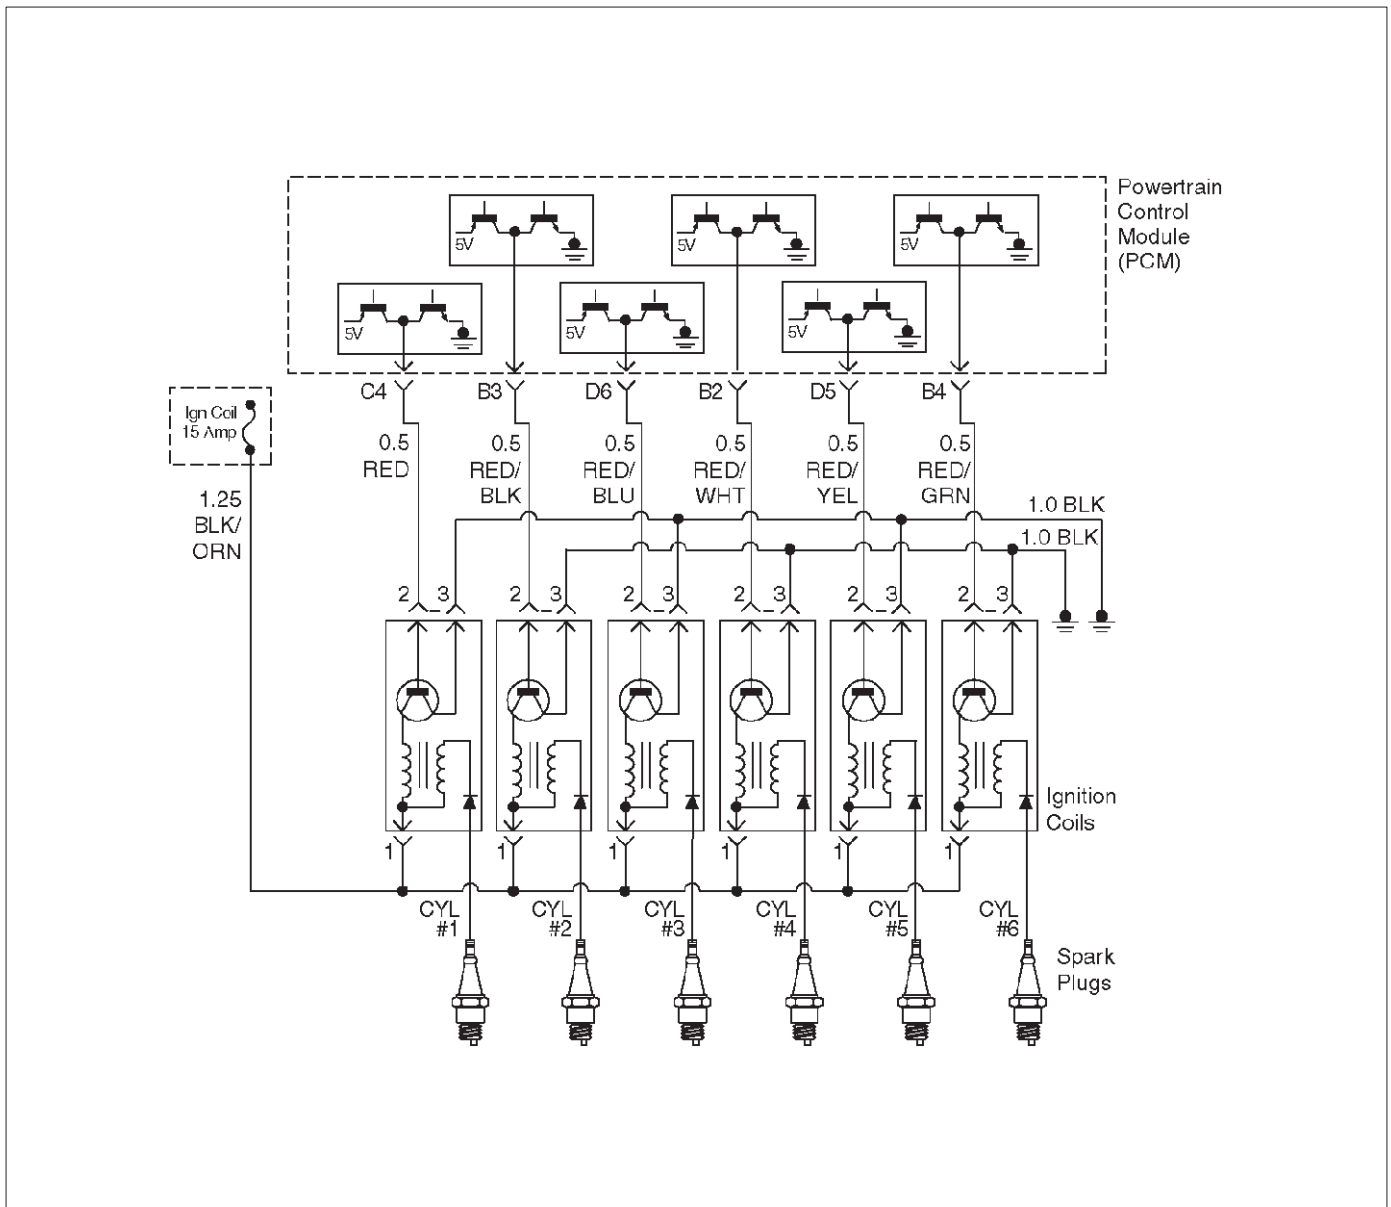 Powertrain
Control
Module
(PCM)
5V
5V
5V
5V
5V
5V
C4
B3
D6
B2
D5
B4
Ign Coil
15 Amp
0.5
RED
0.5
RED/
BLK
0.5
RED/
BLU
0.5
RED/
WHT
0.5
RED/
YEL
0.5
RED/
GRN
1.25
BLK/
ORN
1.0 BLK
1.0 BLK
2 3
2 3
2 3
2 3
2 3
2 3
Ignition
Coils
1
1
1
1
1
1
CYL
#1
CYL
#2
CYL
#3
CYL
#4
CYL
#5
CYL
#6
Spark
Plugs